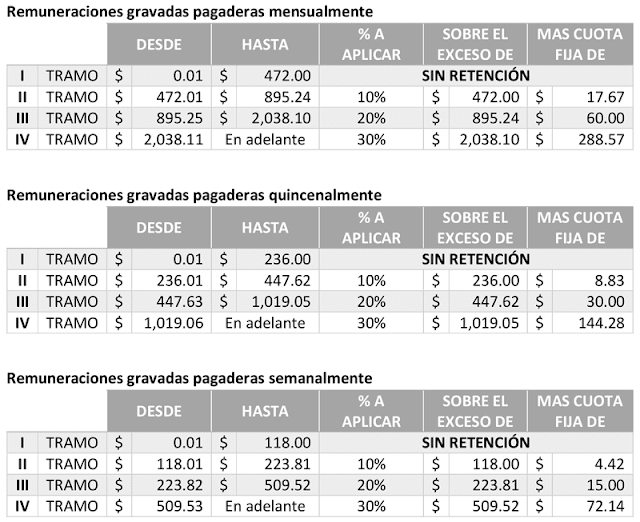 Remuneraciones gravadas pagaderas mensualmente
DESDE HASTA % A APLICAR SOBRE EL EXCESO DE MAS CUOTA FIJA DE
I TRAMO $ 0.01 $ 472.00 SIN RETENCIÓN
II TRAMO $ 472.01 $ 895.24 10% $ 472.00 $ 17.67
III TRAMO $ 895.25 $ 2,038.10 20% $ 895.24 $ 60.00
IV TRAMO $ 2,038.11 En adelante 30% $ 2,038.10 $ 288.57
Remuneraciones gravadas pagaderas quincenalmente
DESDE HASTA % A APLICAR SOBRE EL EXCESO DE MAS CUOTA FIJA DE
I TRAMO $ 0.01 $ 236.00 SIN RETENCIÓN
II TRAMO $ 236.01 $ 447.62 10% $ 236.00 $ 8.83
III TRAMO $ 447.63 $ 1,019.05 20% $ 447.62 $ 30.00
IV TRAMO $ 1,019.06 En adelante 30% $ 1,019.05 $ 144.28
Remuneraciones gravadas pagaderas semanalmente
DESDE HASTA % A APLICAR SOBRE EL EXCESO DE MAS CUOTA FIJA DE
I TRAMO $ 0.01 $ 118.00 SIN RETENCIÓN
II TRAMO $ 118.01 $ 223.81 10% $ 118.00 $ 4.42
III TRAMO $ 223.82 $ 509.52 20% $ 223.81 $ 15.00
IV TRAMO $ 509.53 En adelante 30% $ 509.52 $ 72.14